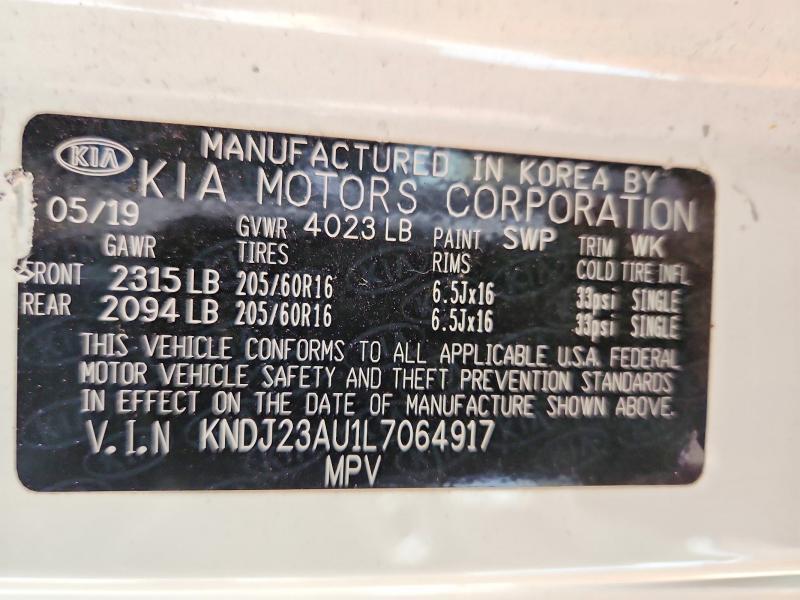 KIA MANUFACTURED IN KOREA BY
KIA MOTORS CORPORATION
05/19 GVWR 4023 LB PAINT SWP TRIM WK
GAWR TIRES RIMS COLD TIRE INFL.
FRONT 2315 LB 205/60R16 6.5Jx16 33psi SINGLE
REAR 2094 LB 205/60R16 6.5Jx16 33psi SINGLE
THIS VEHICLE CONFORMS TO ALL APPLICABLE U.S.A. FEDERAL
MOTOR VEHICLE SAFETY AND THEFT PREVENTION STANDARDS
IN EFFECT ON THE DATE OF MANUFACTURE SHOWN ABOVE.
V.I.N KNDJ23AU1L7064917
MPV